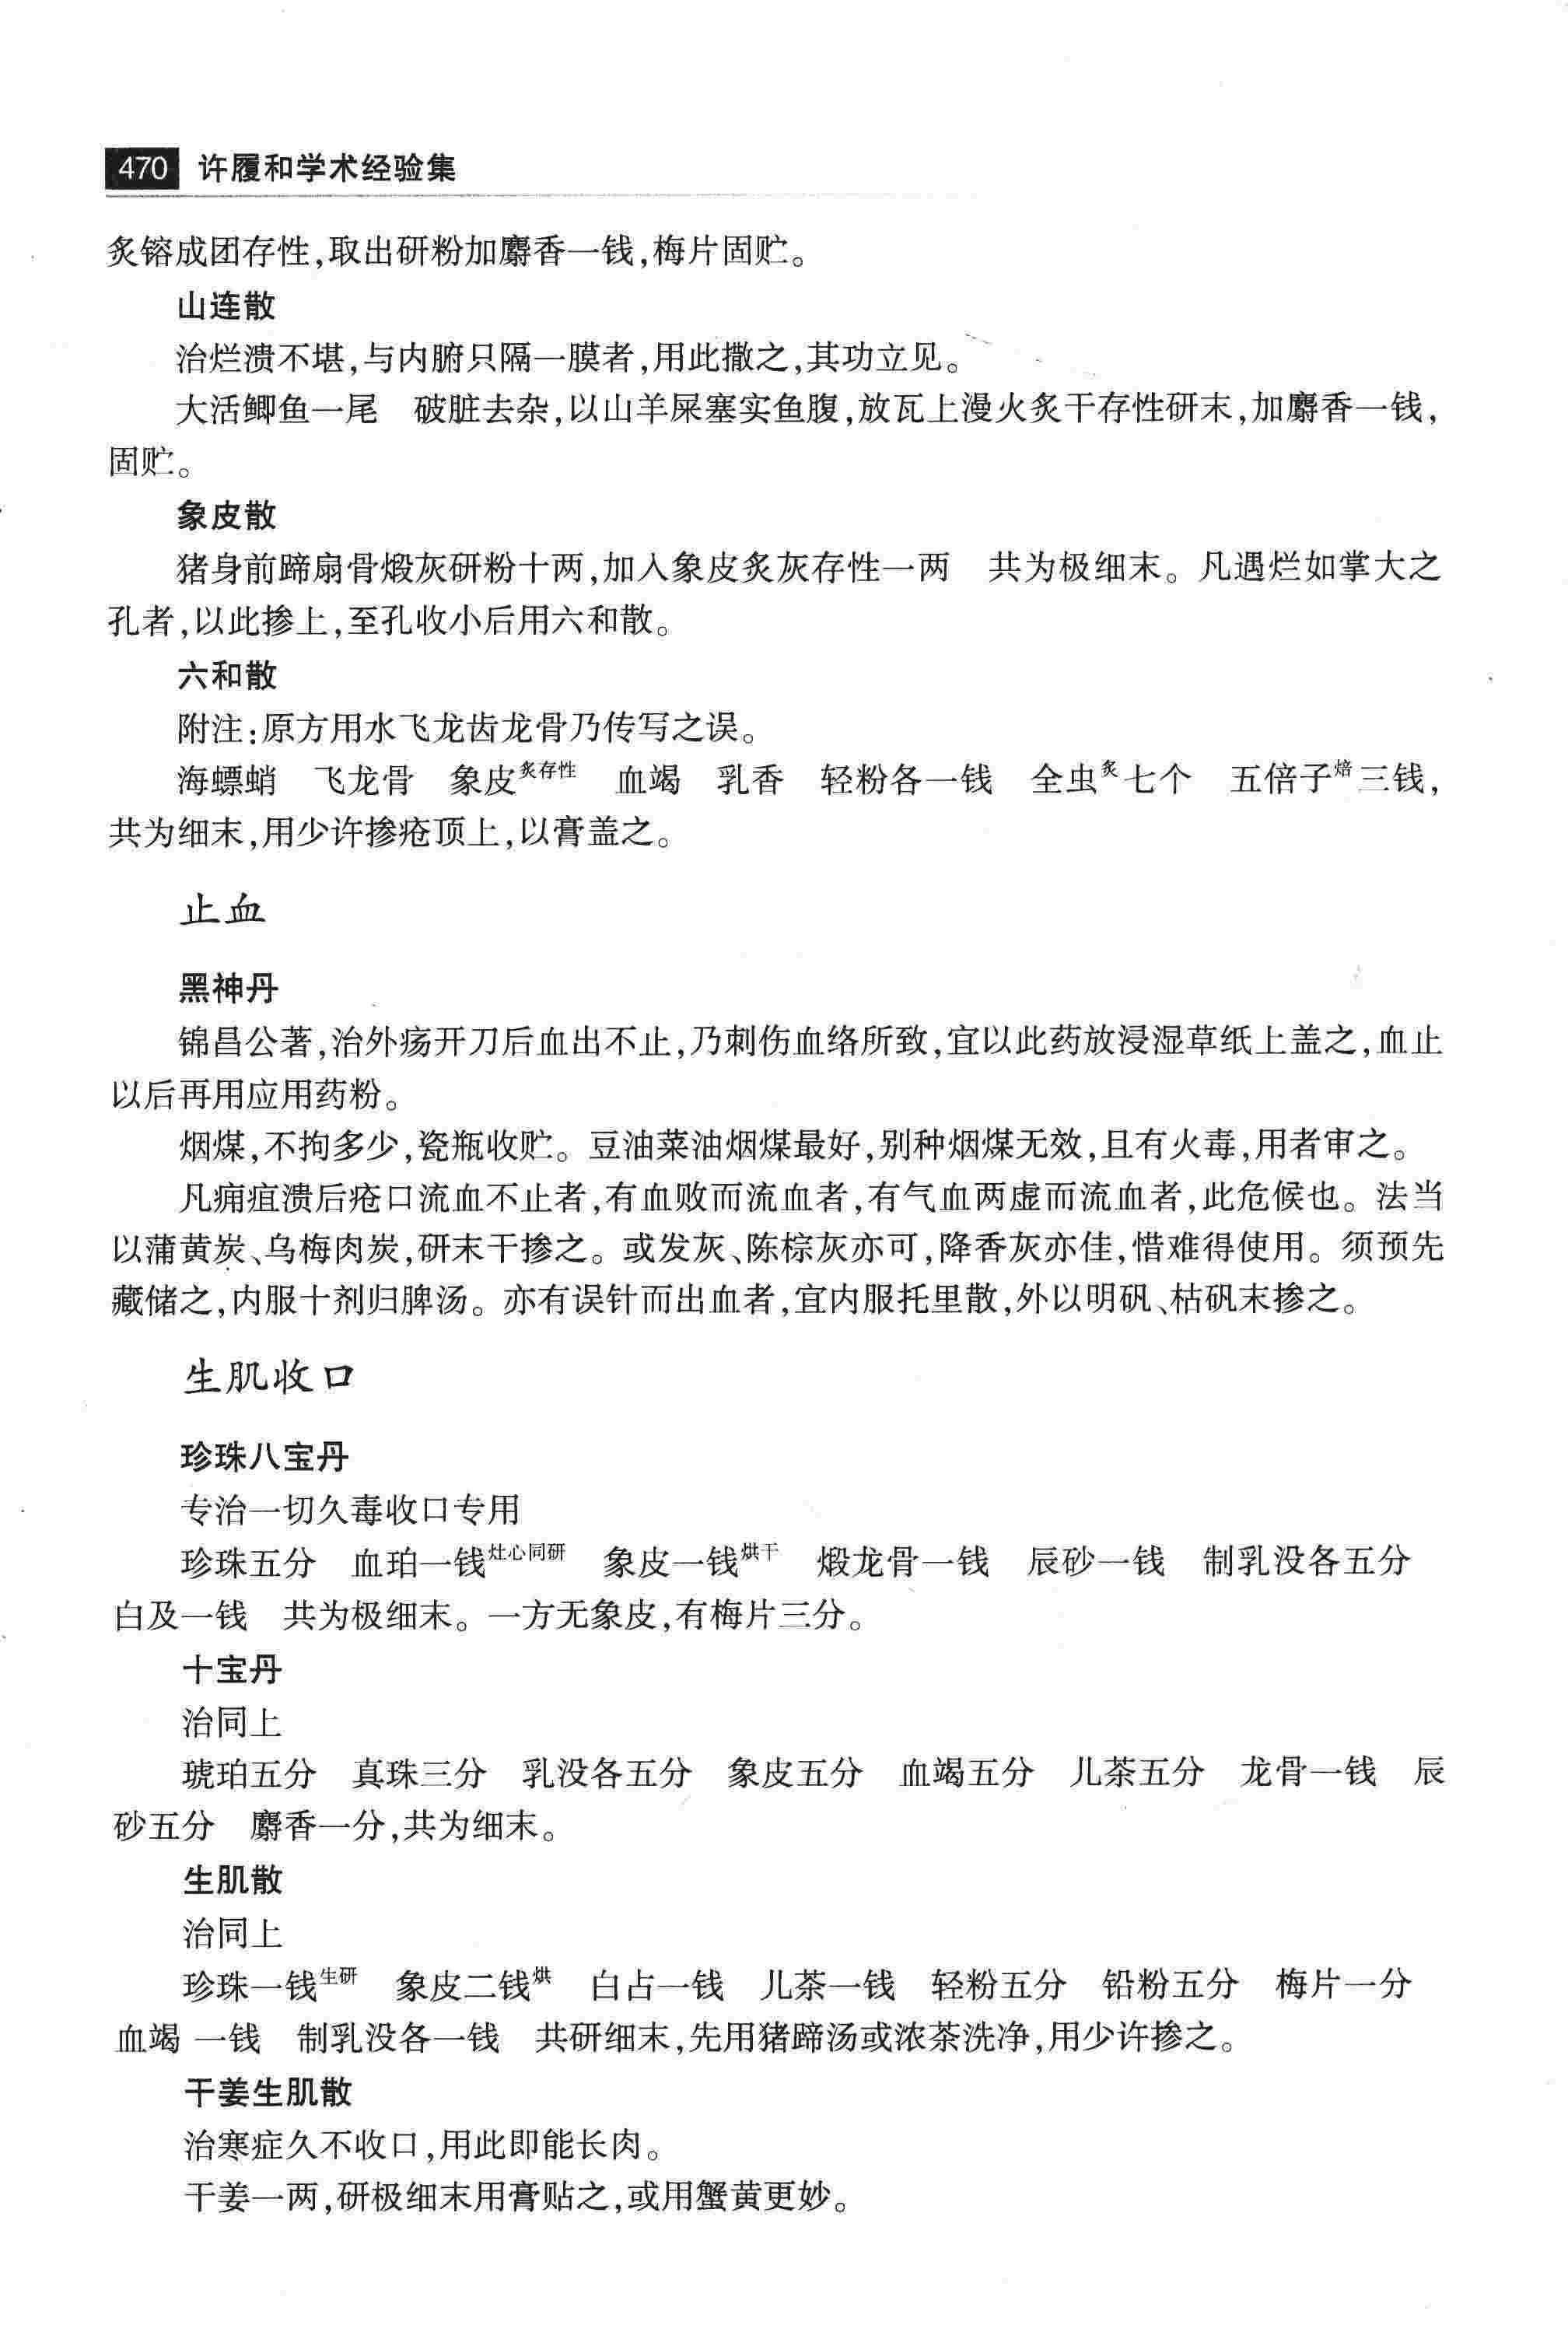 470 许履和学术经验集
炙镕成团存性,取出研粉加麝香一钱,梅片固贮。
山连散
治烂溃不堪,与内腑只隔一膜者,用此撒之,其功立见。
大活鲫鱼一尾　破脏去杂,以山羊屎塞实鱼腹,放瓦上漫火炙干存性研末,加麝香一钱,
固贮。
象皮散
猪身前蹄扇骨煅灰研粉十两,加入象皮炙灰存性一两　共为极细末。凡遇烂如掌大之
孔者,以此掺上,至孔收小后用六和散。
六和散
附注:原方用水飞龙齿龙骨乃传写之误。
海螵蛸　飞龙骨　象皮炙存性　血竭　乳香　轻粉各一钱　全虫炙七个　五倍子焙三钱,
共为细末,用少许掺疮顶上,以膏盖之。
止血
黑神丹
锦昌公著,治外疡开刀后血出不止,乃刺伤血络所致,宜以此药放浸湿草纸上盖之,血止
以后再用应用药粉。
烟煤,不拘多少,瓷瓶收贮。豆油菜油烟煤最好,别种烟煤无效,且有火毒,用者审之。
凡痈疽溃后疮口流血不止者,有血败而流血者,有气血两虚而流血者,此危候也。法当
以蒲黄炭、乌梅肉炭,研末干掺之。或发灰、陈棕灰亦可,降香灰亦佳,惜难得使用。须预先
藏储之,内服十剂归脾汤。亦有误针而出血者,宜内服托里散,外以明矾、枯矾末掺之。
生肌收口
珍珠八宝丹
专治一切久毒收口专用
珍珠五分　血珀一钱灶心同研　象皮一钱烘干　煅龙骨一钱　辰砂一钱　制乳没各五分
白及一钱　共为极细末。一方无象皮,有梅片三分。
十宝丹
治同上
琥珀五分　真珠三分　乳没各五分　象皮五分　血竭五分　儿茶五分　龙骨一钱　辰
砂五分　麝香一分,共为细末。
生肌散
治同上
珍珠一钱生研　象皮二钱烘　白占一钱　儿茶一钱　轻粉五分　铅粉五分　梅片一分
血竭 一钱　制乳没各一钱　共研细末,先用猪蹄汤或浓茶洗净,用少许掺之。
干姜生肌散
治寒症久不收口,用此即能长肉。
干姜一两,研极细末用膏贴之,或用蟹黄更妙。